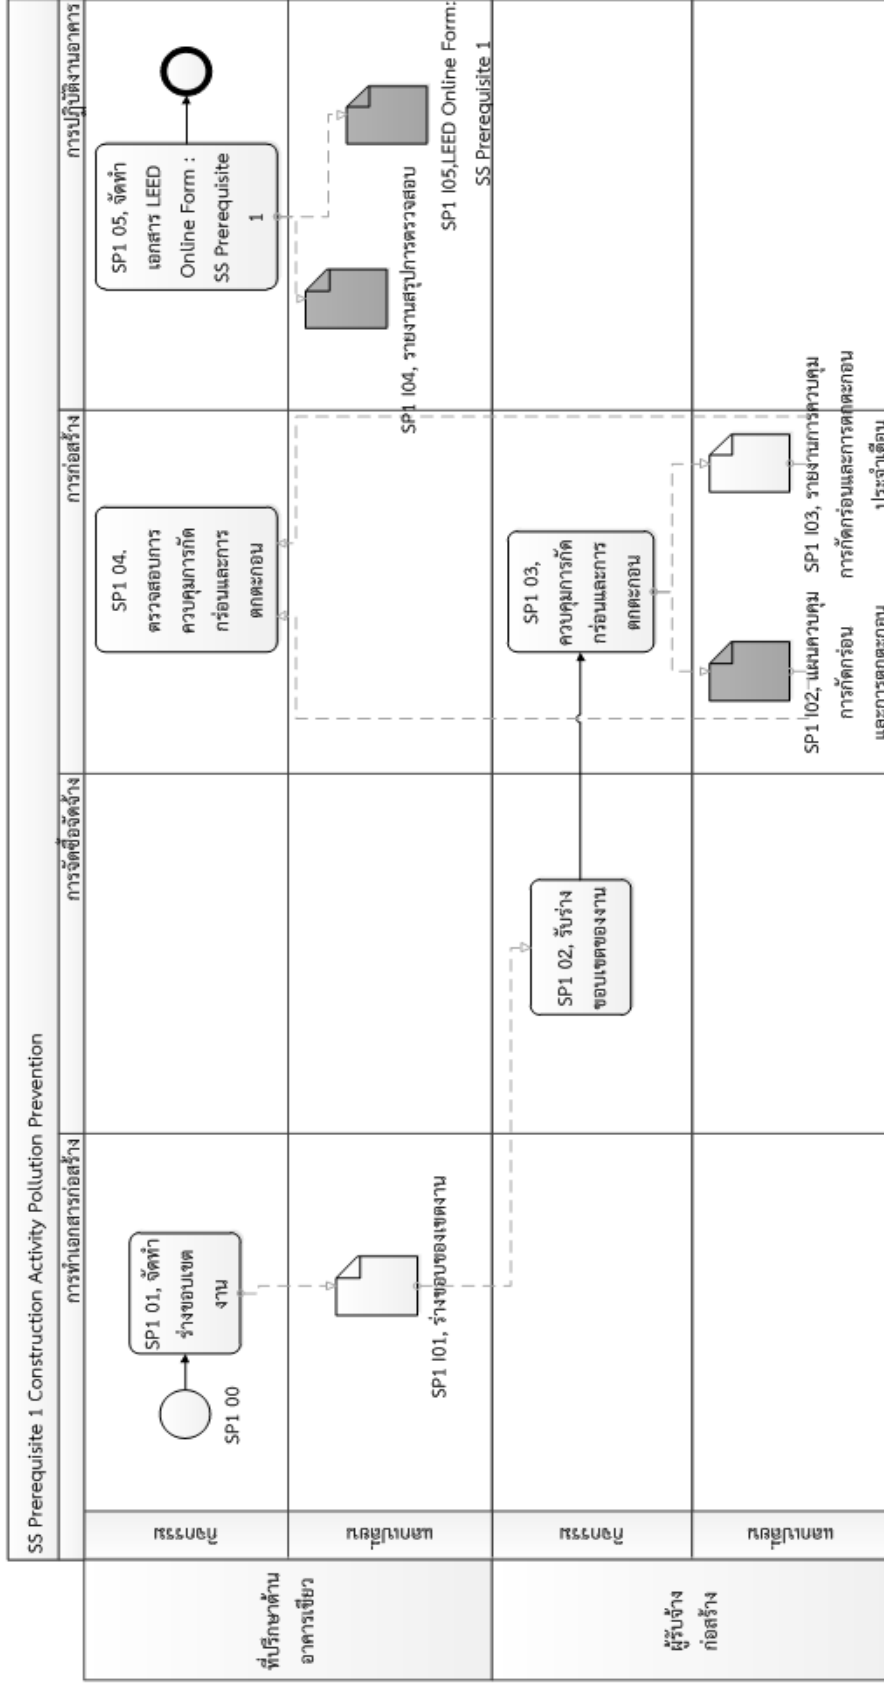 SS Prerequisite 1 Construction Activity Pollution Prevention
การทำเอกสารก่อสร้าง
การจัดซื้อจัดจ้าง
การก่อสร้าง
การปฏิบัติงานอาคาร
ที่ปรึกษาด้าน
อาคารเขียว
กิจกรรม
SP1 00
SP1 01, จัดทำ
ร่างขอบเขต
งาน
SP1 04.
ตรวจสอบการ
ควบคุมการกัด
กร่อนและการ
ตกตะกอน
SP1 05, จัดทำ
เอกสาร LEED
Online Form :
SS Prerequisite
1
แลกเปลี่ยน
SP1 I01, ร่างขอบของเขตงาน
SP1 I04, รายงานสรุปการตรวจสอบ
SP1 I05,LEED Online Form:
SS Prerequisite 1
ผู้รับจ้าง
ก่อสร้าง
กิจกรรม
SP1 02, รับร่าง
ขอบเขตของงาน
SP1 03,
ควบคุมการกัด
กร่อนและการ
ตกตะกอน
แลกเปลี่ยน
SP1 I02, แผนควบคุม
การกัดกร่อน
และการตกตะกอน
SP1 I03, รายงานการควบคุม
การกัดกร่อนและการตกตะกอน
ประจำเดือน